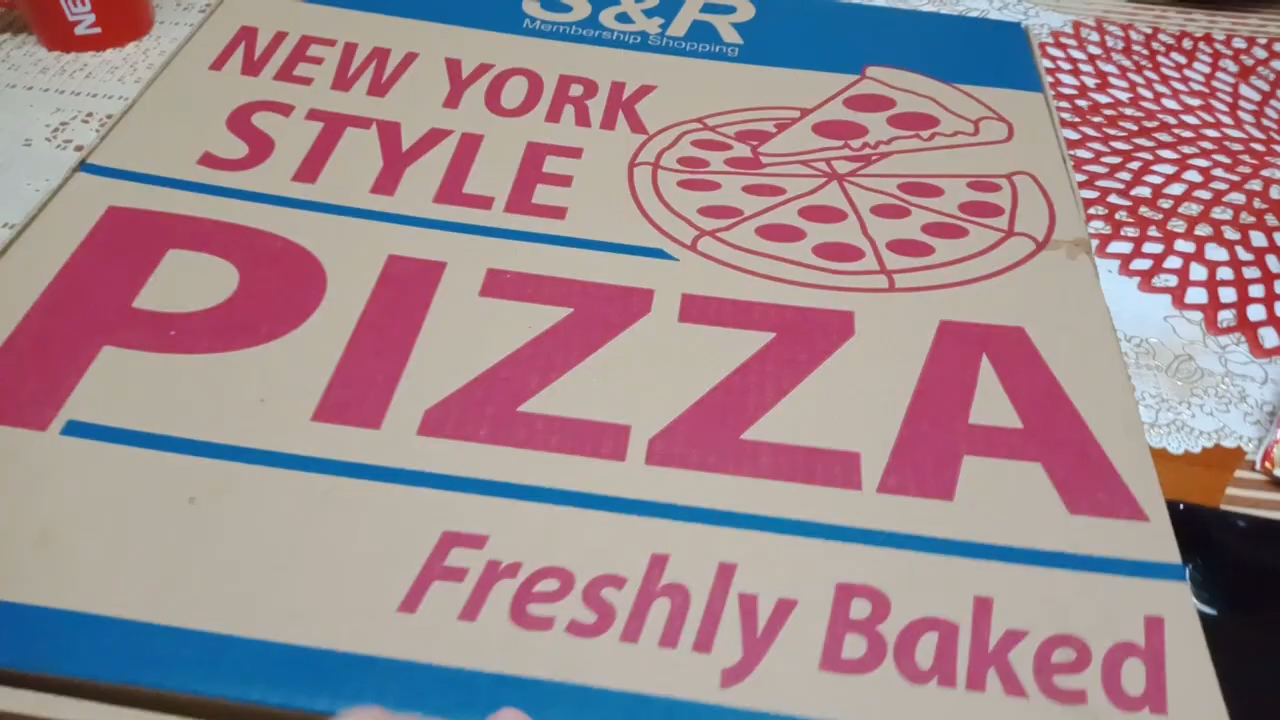 S&R
Membership Shopping
NEW YORK
STYLE
PIZZA
Freshly Baked